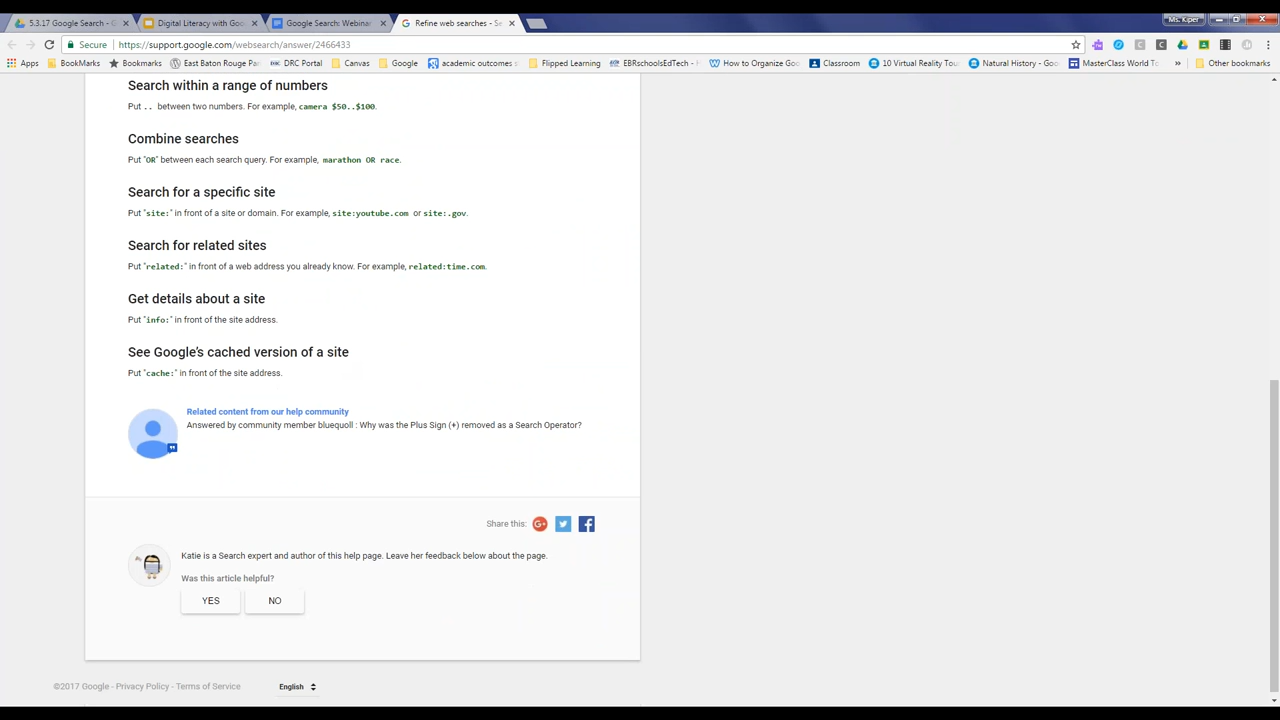 5.3.17 Google Search - G
Digital Literacy with Goo
Google Search: Webinar
Refine web searches - Se
Ms. Kiper
Secure
https://support.google.com/websearch/answer/2466433
Apps
BookMarks
Bookmarks
East Baton Rouge Pa
DRC Portal
Canvas
Google
academic outcomes s
Flipped Learning
EBRschoolsEdTech - H
How to Organize Goo
Classroom
10 Virtual Reality Tou
Natural History - Goo
MasterClass World To
»
Other bookmarks
Search within a range of numbers
Put .. between two numbers. For example, camera $50..$100.
Combine searches
Put "OR" between each search query. For example, marathon OR race.
Search for a specific site
Put "site:" in front of a site or domain. For example, site:youtube.com or site:.gov.
Search for related sites
Put "related:" in front of a web address you already know. For example, related:time.com.
Get details about a site
Put "info:" in front of the site address.
See Google's cached version of a site
Put "cache:" in front of the site address.
Related content from our help community
Answered by community member bluequoll : Why was the Plus Sign (+) removed as a Search Operator?
Share this:
Katie is a Search expert and author of this help page. Leave her feedback below about the page.
Was this article helpful?
YES
NO
©2017 Google - Privacy Policy - Terms of Service
English